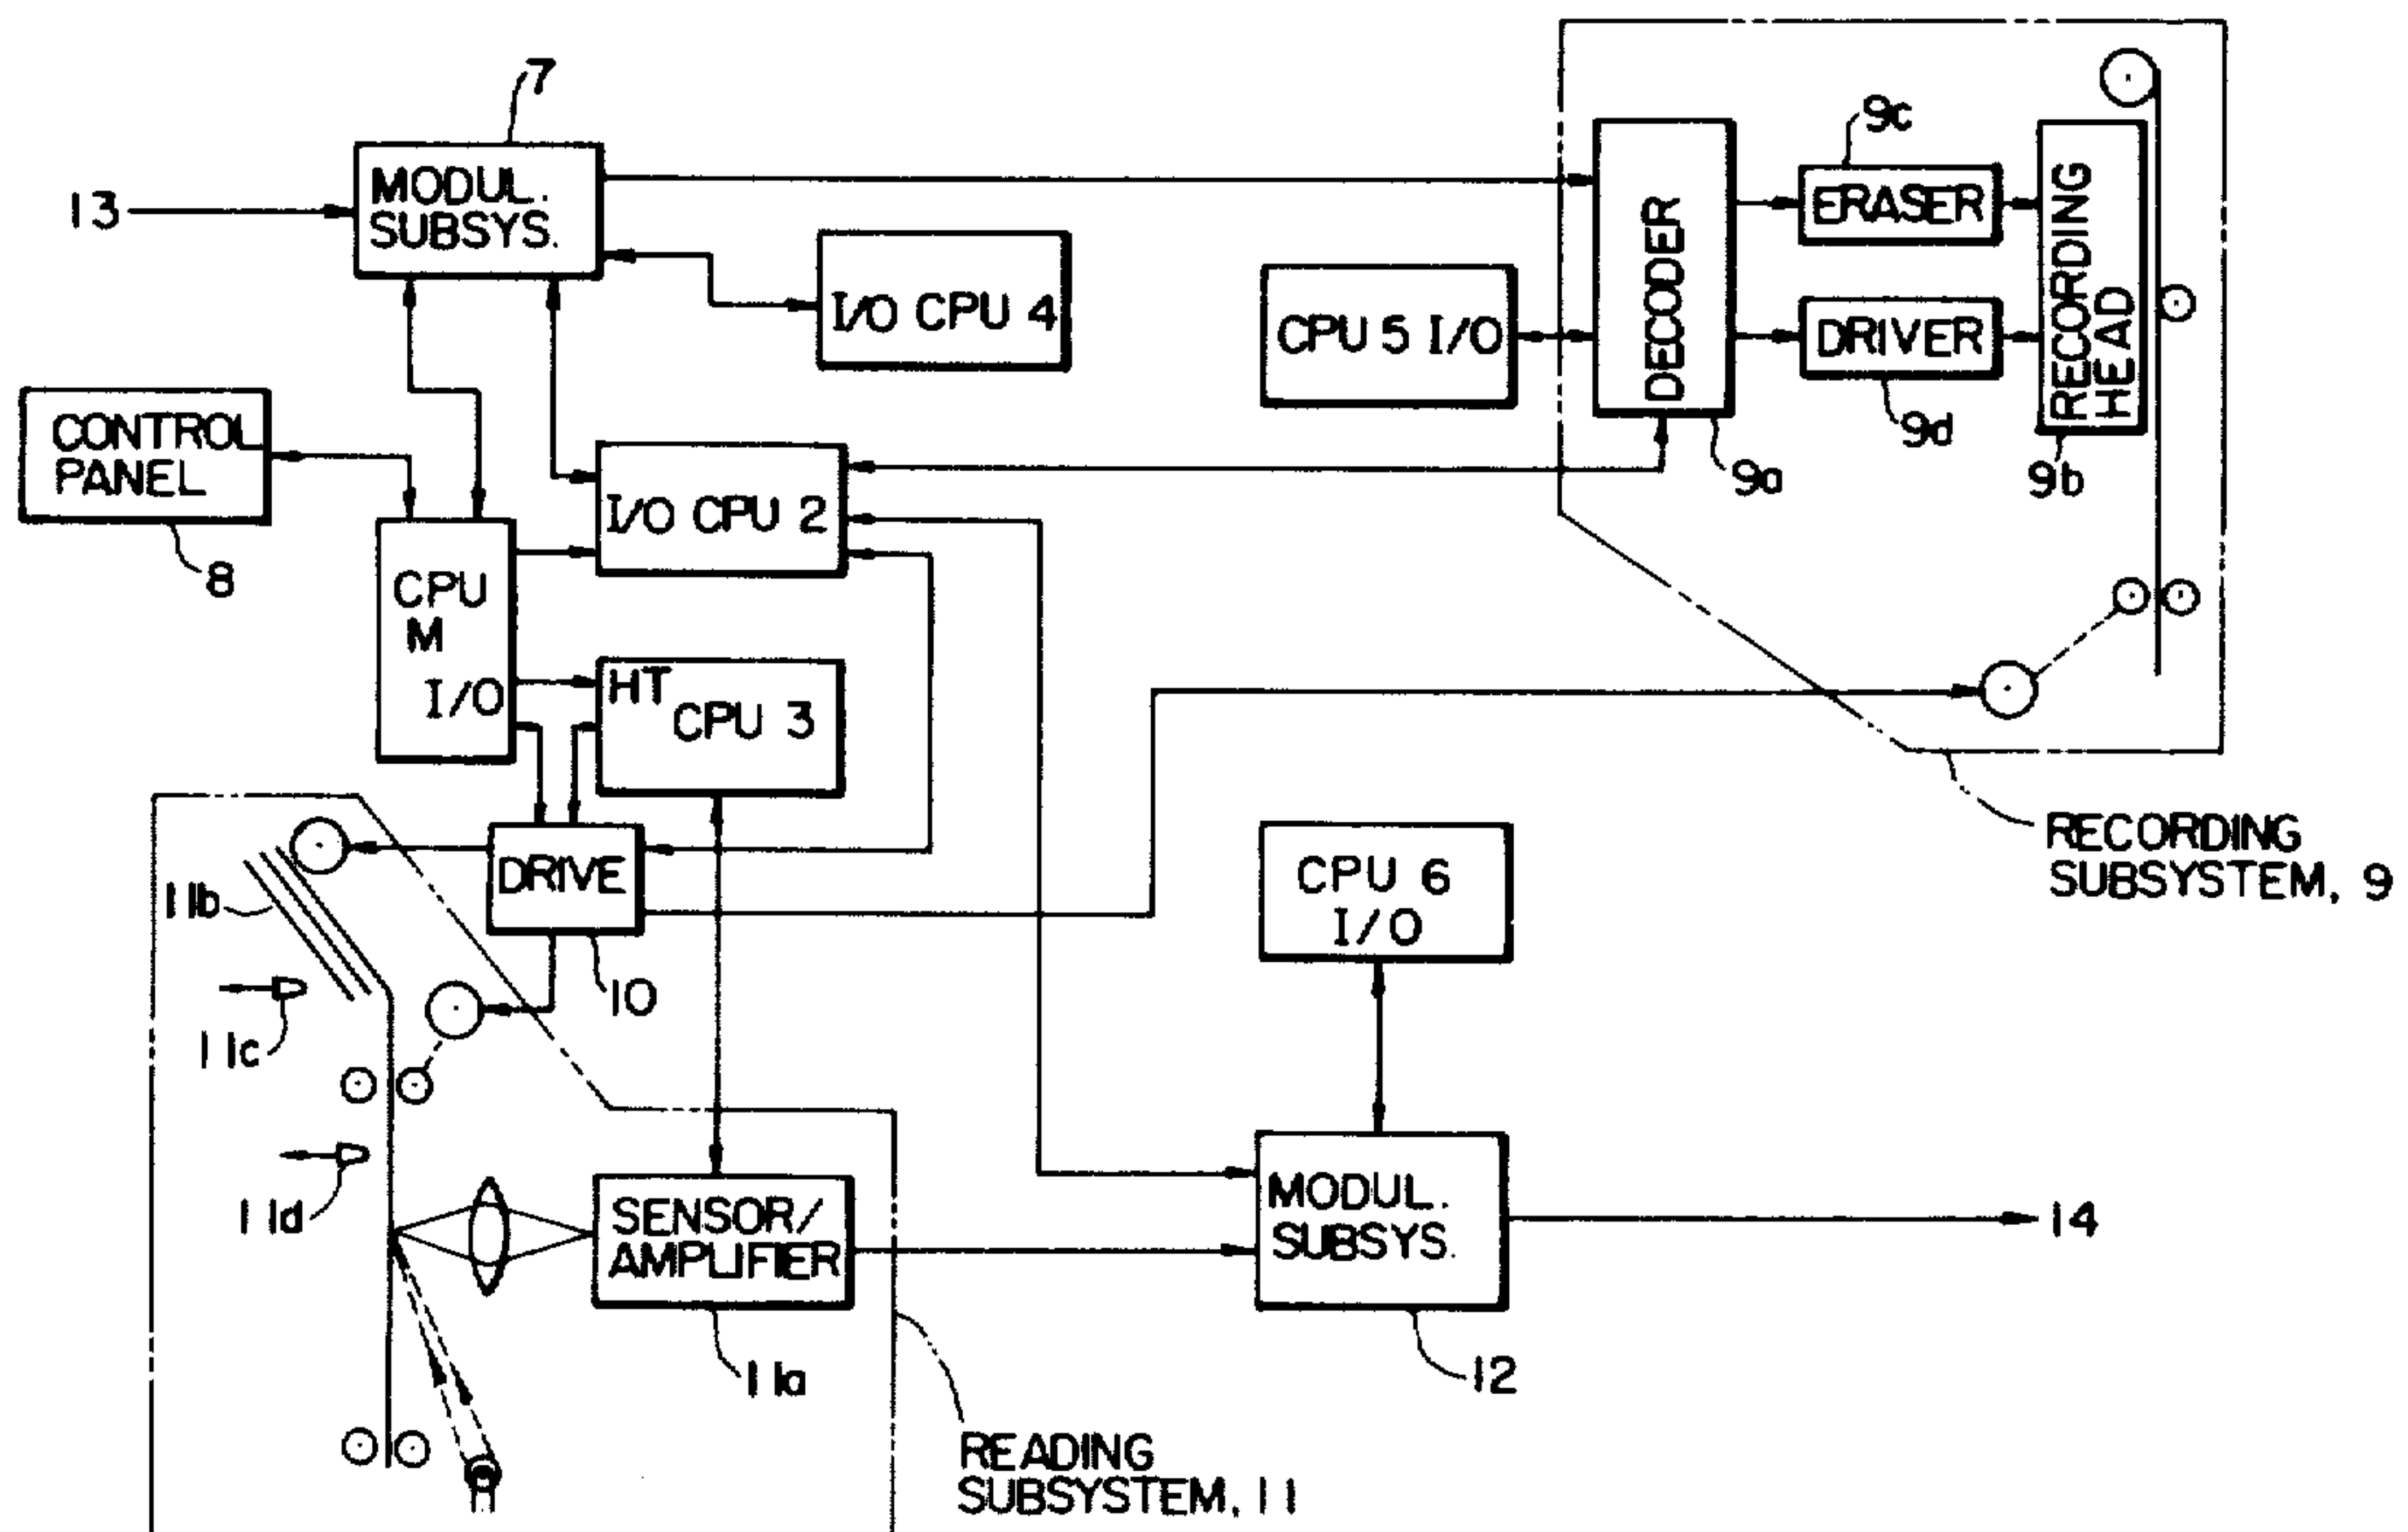 7
13
MODUL.
SUBSYS.
I/O CPU 4
CPU 5 I/O
DECODER
9c
ERASER
DRIVER
9d
RECORDING
HEAD
9a
9b
CONTROL
PANEL
8
I/O CPU 2
CPU
M
I/O
HT
CPU 3
DRIVE
10
RECORDING
SUBSYSTEM, 9
CPU 6
I/O
11b
11c
11d
SENSOR/
AMPLIFIER
11a
MODUL.
SUBSYS.
14
12
READING
SUBSYSTEM, 11